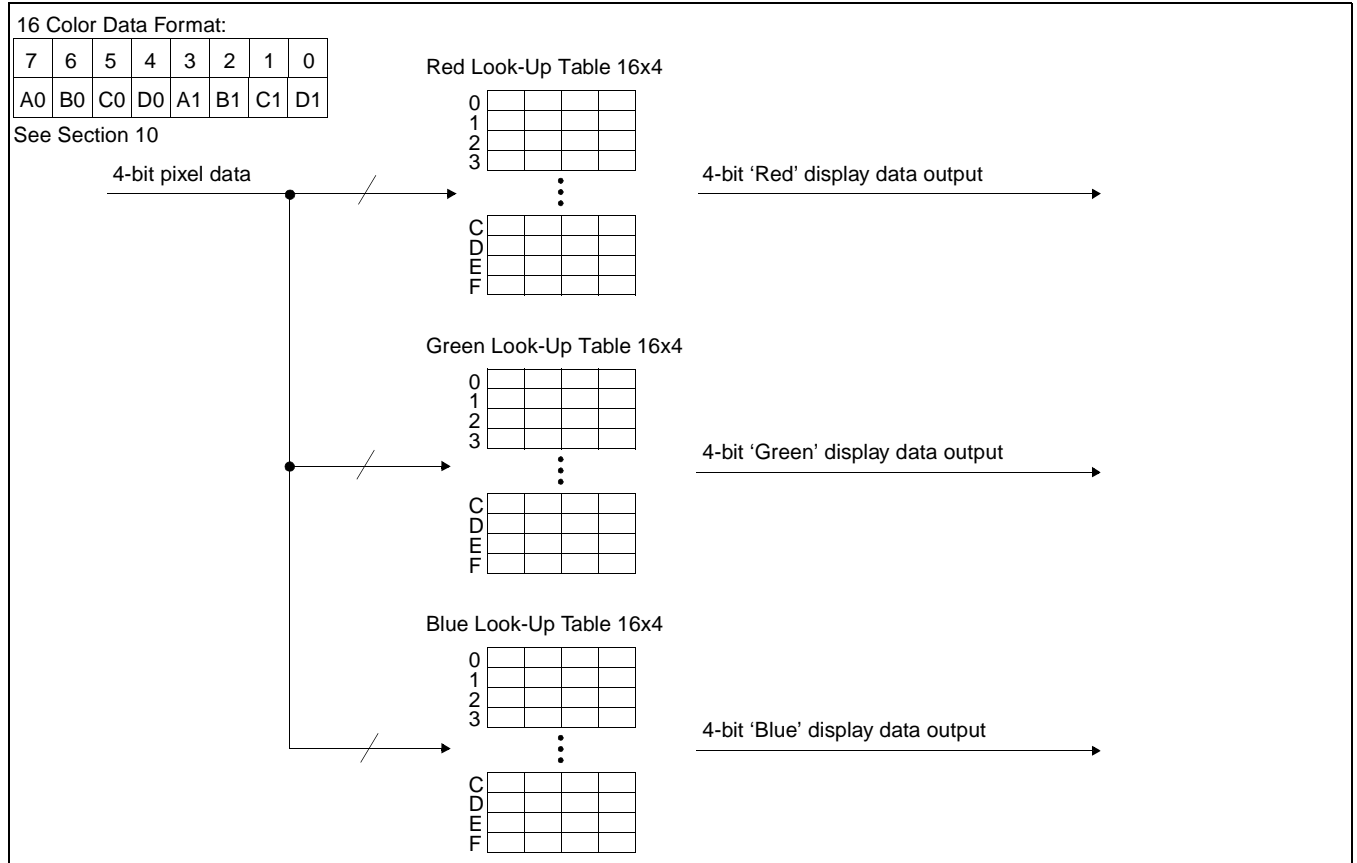 16 Color Data Format:
7 6 5 4 3 2 1 0
A0 B0 C0 D0 A1 B1 C1 D1
See Section 10
4-bit pixel data
Red Look-Up Table 16x4
0
1
2
3
C
D
E
F
4-bit ‘Red’ display data output
Green Look-Up Table 16x4
0
1
2
3
C
D
E
F
4-bit ‘Green’ display data output
Blue Look-Up Table 16x4
0
1
2
3
C
D
E
F
4-bit ‘Blue’ display data output